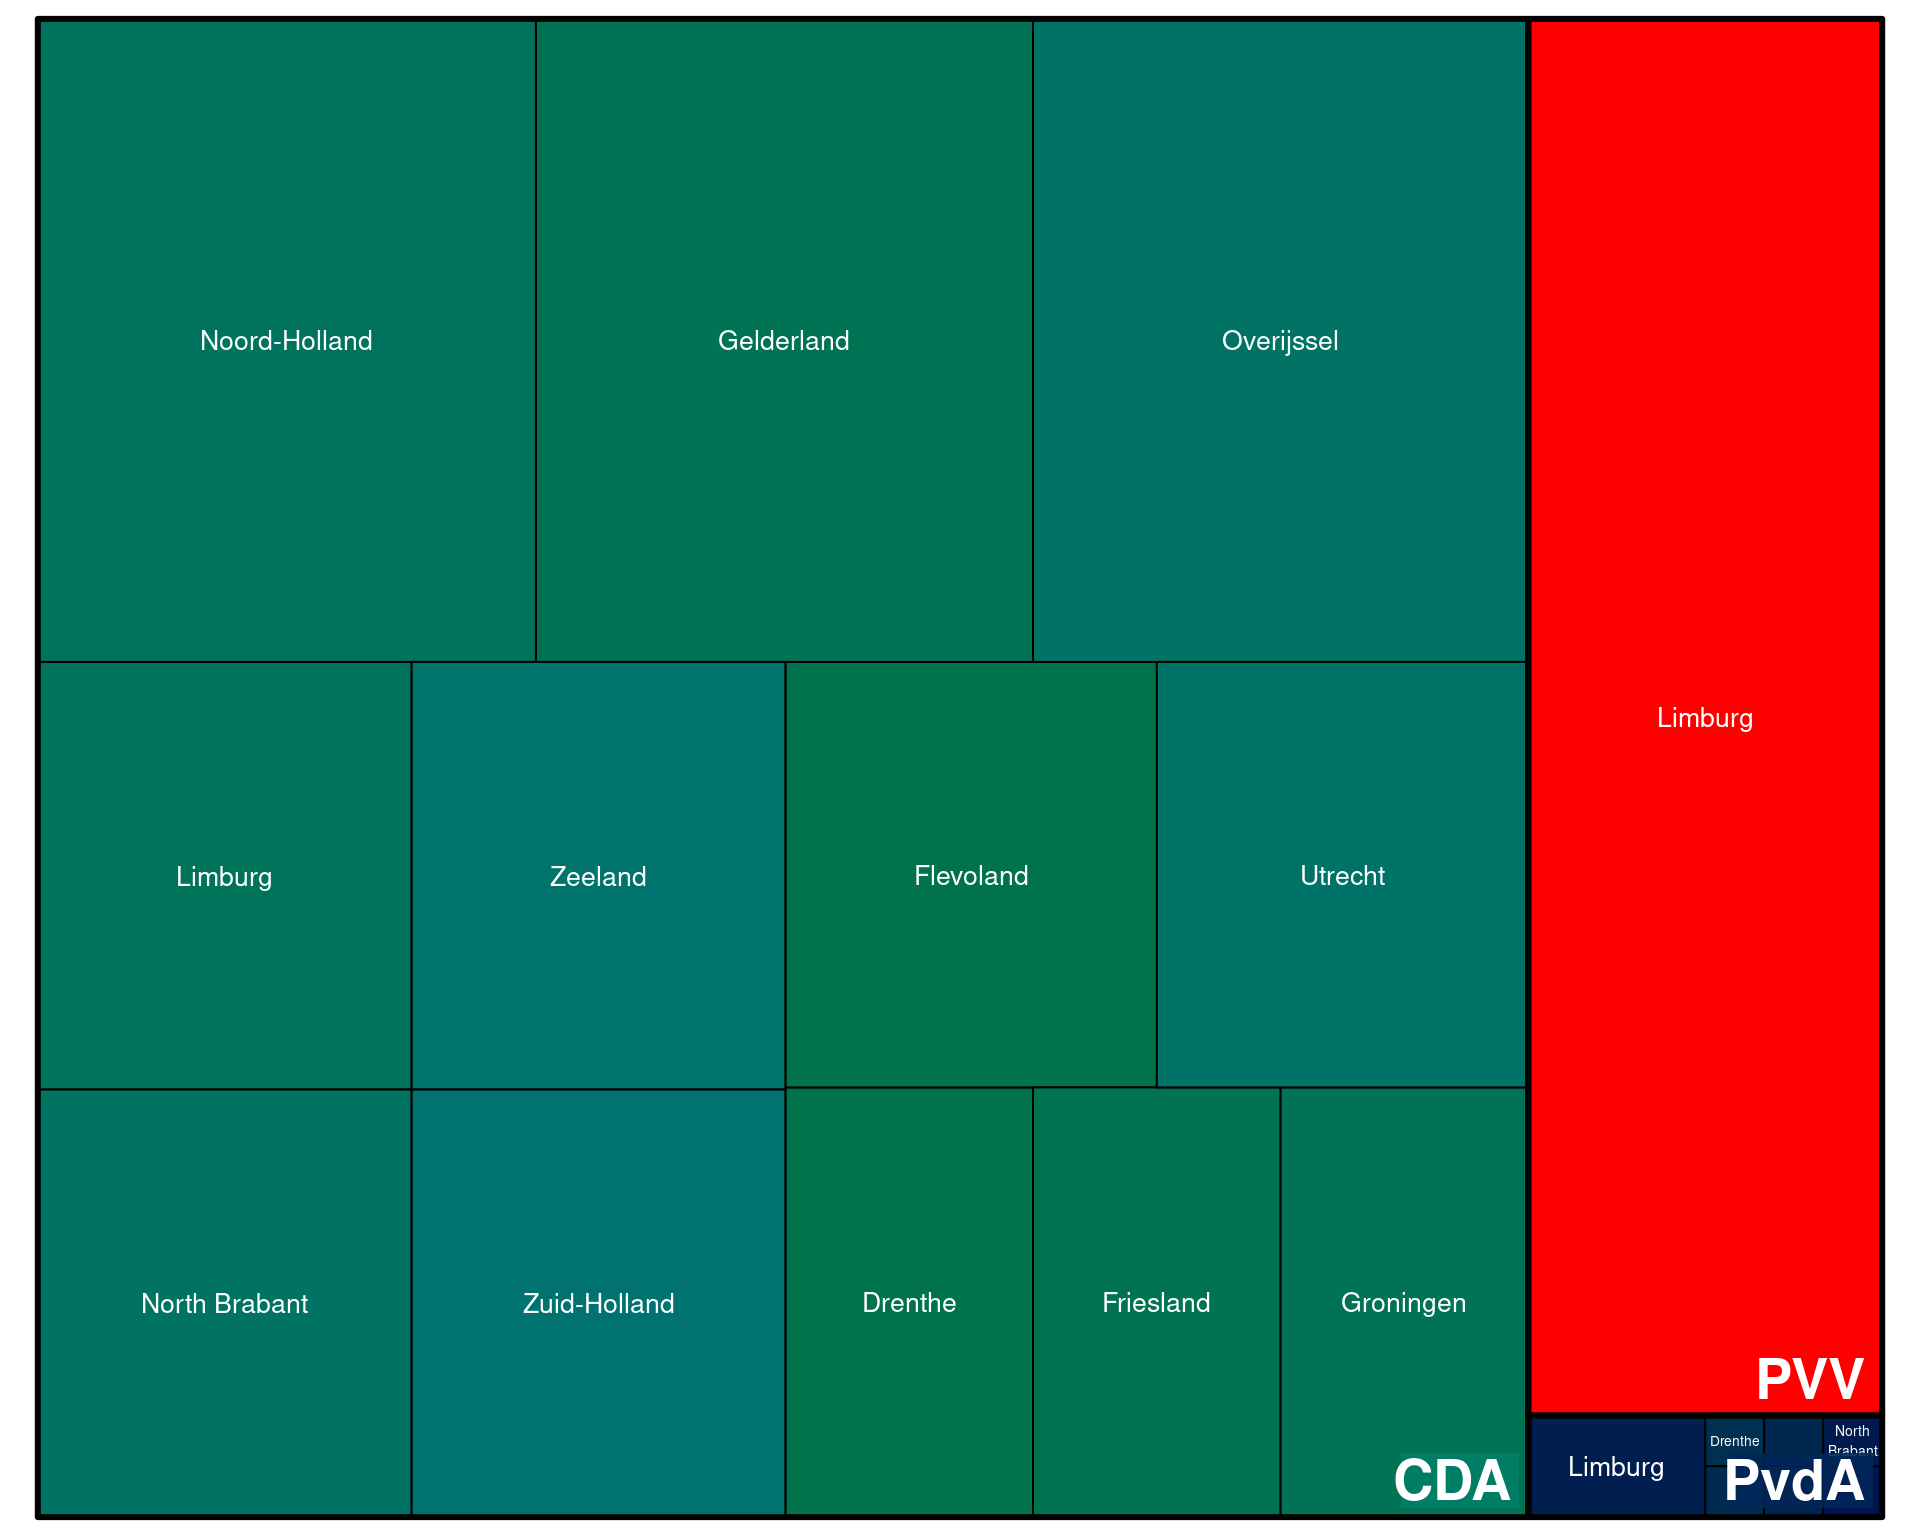 Noord-Holland
Gelderland
Overijssel
Limburg
Limburg
Zeeland
Flevoland
Utrecht
North Brabant
Zuid-Holland
Drenthe
Friesland
Groningen
CDA
PVV
Limburg
Drenthe
North
Brabant
PvdA